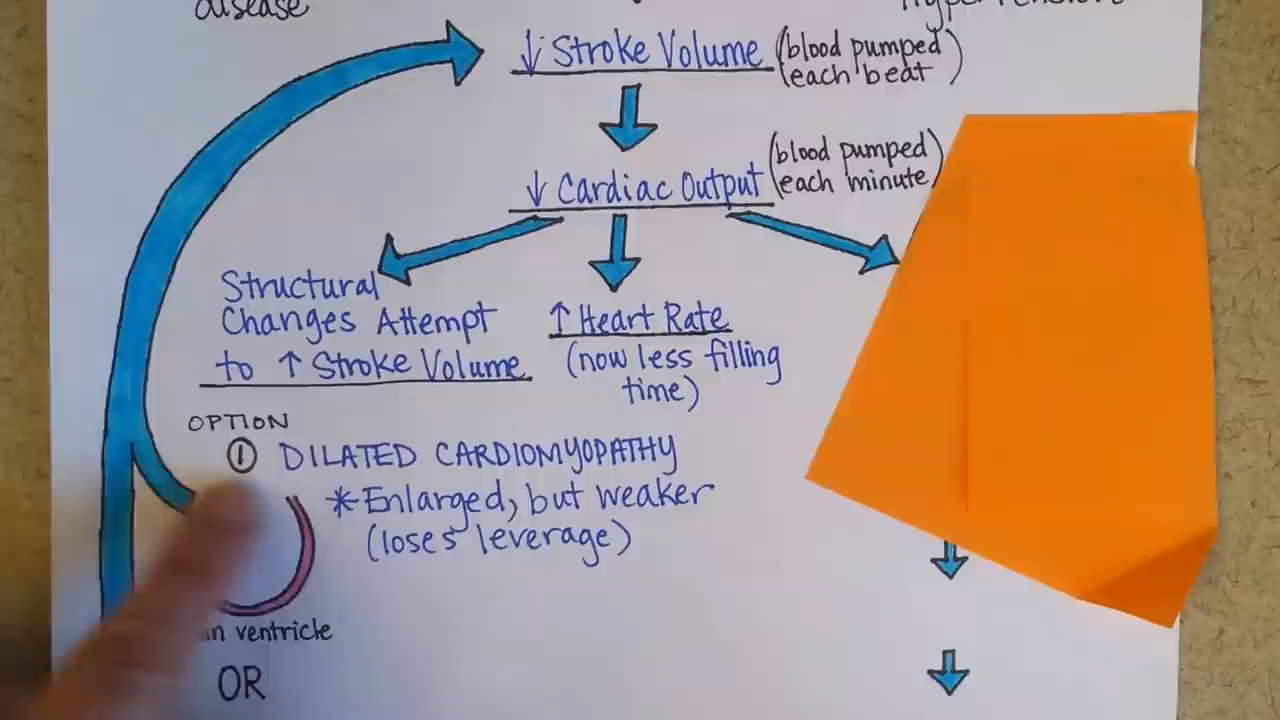 disease
↓ Stroke Volume (blood pumped
each beat)
↓ Cardiac Output (blood pumped
each minute)
Structural
Changes Attempt
to ↑ Stroke Volume
↑ Heart Rate
(now less filling
time)
OPTION
① DILATED CARDIOMYOPATHY
*Enlarged, but weaker
(loses leverage)
ventricle
OR